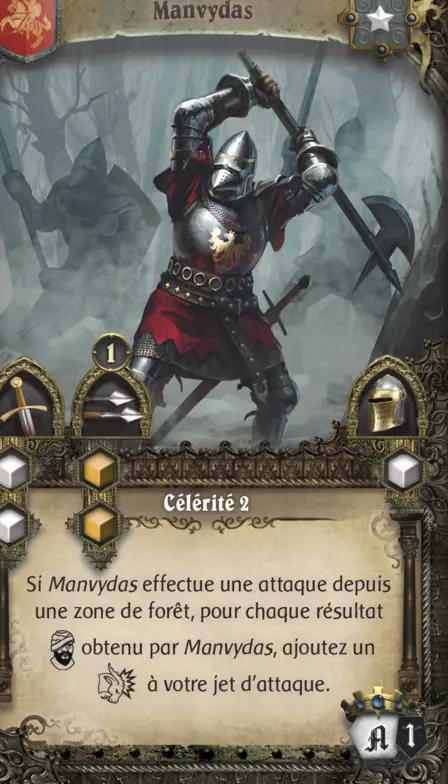 Manvydas
1
Célérité 2
Si Manvydas effectue une attaque depuis
une zone de forêt, pour chaque résultat
obtenu par Manvydas, ajoutez un
à votre jet d'attaque.
A 1